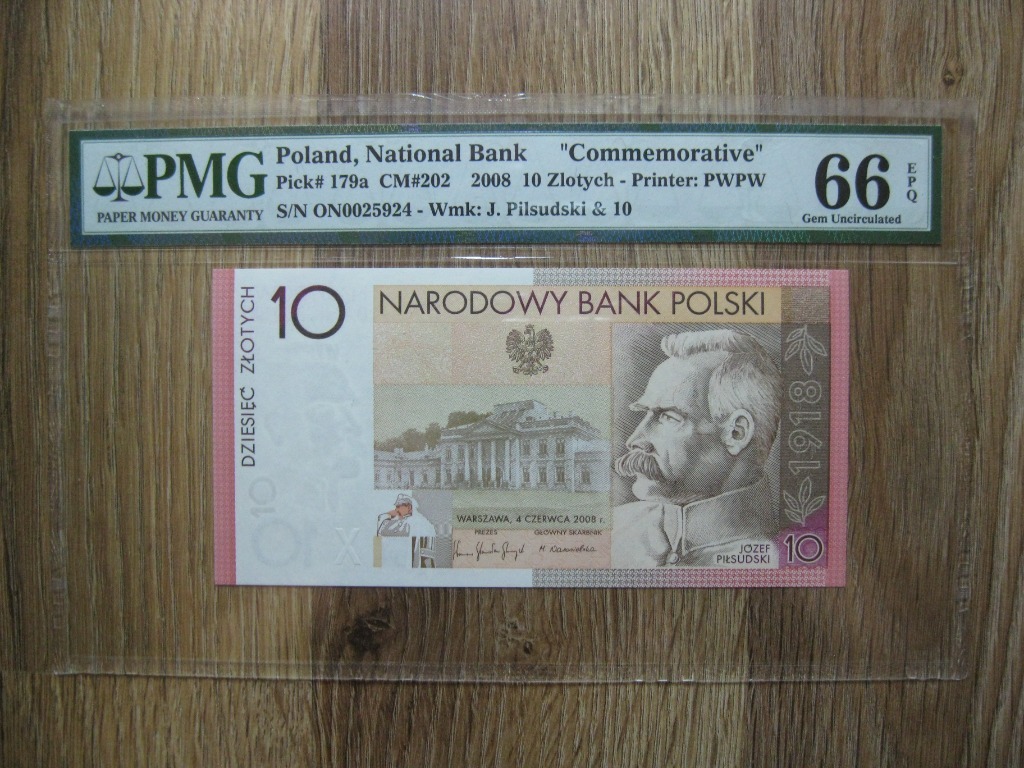 PMG
PAPER MONEY GUARANTY
Poland, National Bank "Commemorative"
Pick# 179a CM#202 2008 10 Zlotych - Printer: PWPW
S/N ON0025924 - Wmk: J. Pilsudski & 10
66
EPQ
Gem Uncirculated
DZIESIĘĆ ZŁOTYCH
10
NARODOWY BANK POLSKI
1918
10
X
WARSZAWA, 4 CZERWCA 2008 r.
PREZES GŁÓWNY SKARBNIK
JÓZEF
PIŁSUDSKI
10